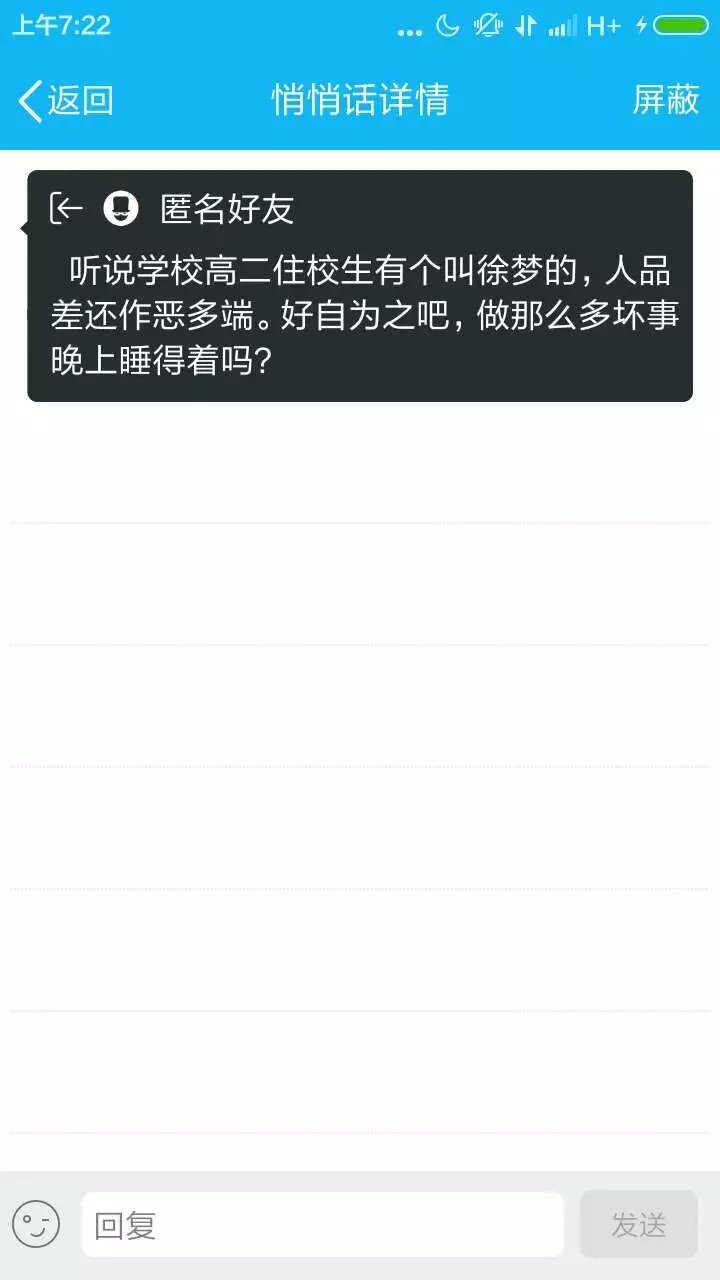 上午7:22
... H+
返回 悄悄话详情 屏蔽
匿名好友
听说学校高二住校生有个叫徐梦的，人品
差还作恶多端。好自为之吧，做那么多坏事
晚上睡得着吗？
回复 发送